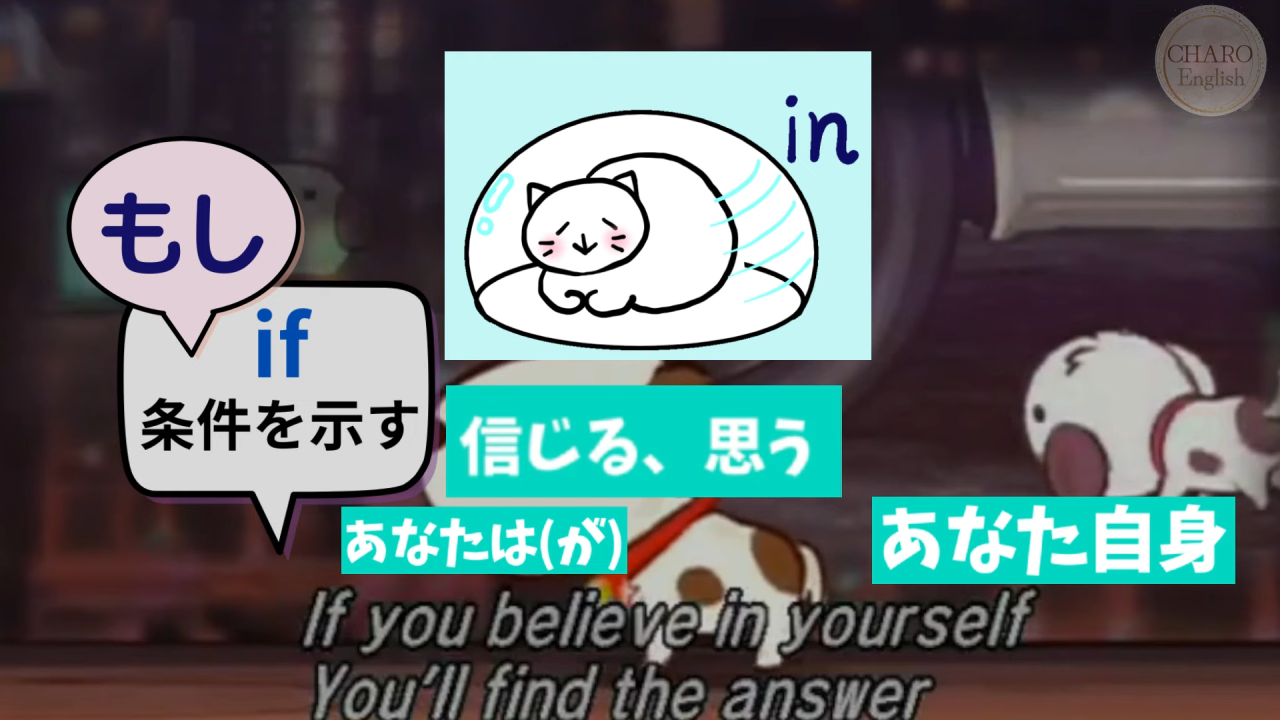 CHARO
English
in
もし
if
条件を示す
信じる、思う
あなたは(が)
あなた自身
If you believe in yourself
You'll find the answer